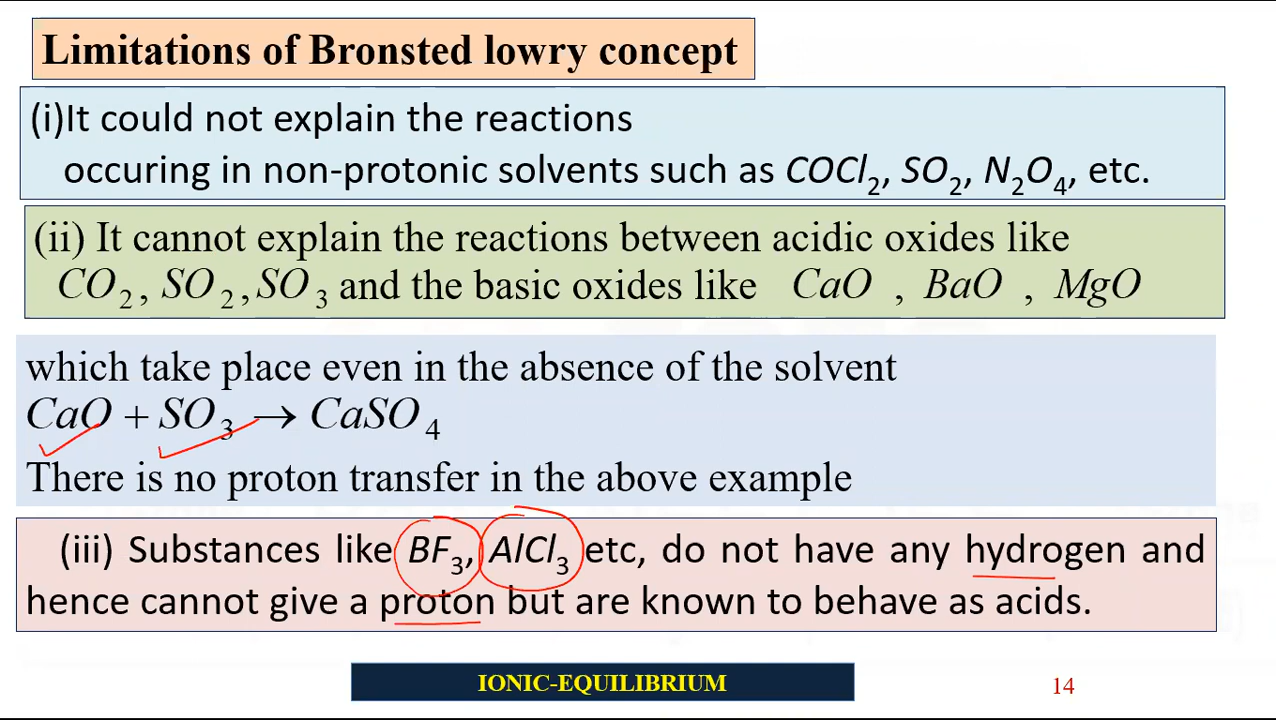 Limitations of Bronsted lowry concept
(i)It could not explain the reactions
occuring in non-protonic solvents such as COCl₂, SO₂, N₂O₄, etc.
(ii) It cannot explain the reactions between acidic oxides like
CO₂, SO₂, SO₃ and the basic oxides like CaO , BaO , MgO
which take place even in the absence of the solvent
CaO + SO₃ → CaSO₄
There is no proton transfer in the above example
(iii) Substances like BF₃, AlCl₃ etc, do not have any hydrogen and
hence cannot give a proton but are known to behave as acids.
IONIC-EQUILIBRIUM
14